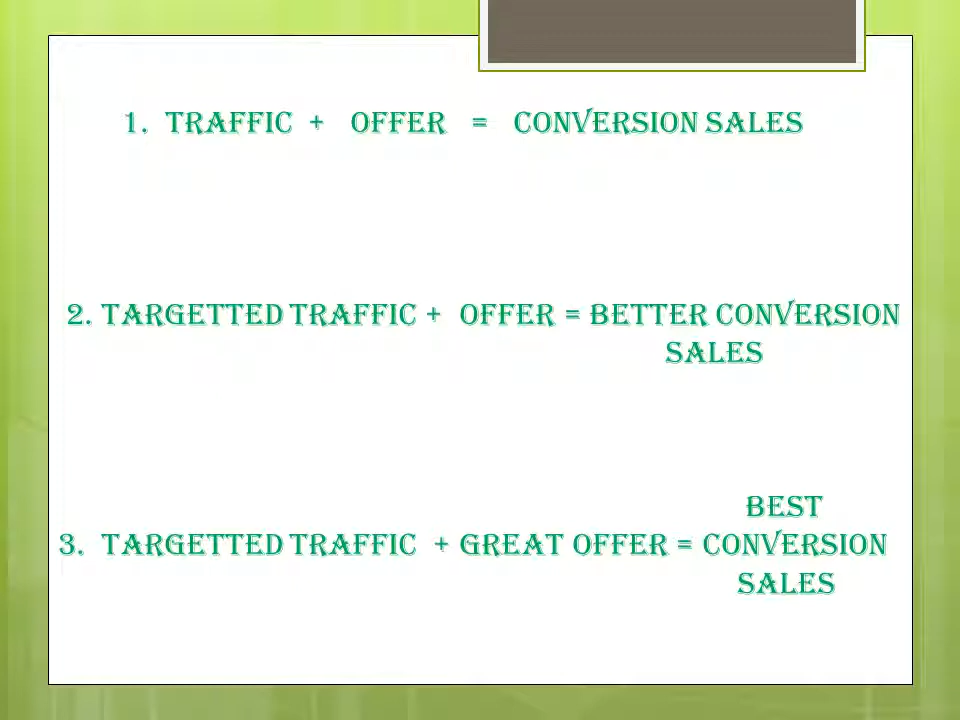 1. TRAFFIC + OFFER = CONVERSION SALES
2. TARGETTED TRAFFIC + OFFER = BETTER CONVERSION
SALES
BEST
3. TARGETTED TRAFFIC + GREAT OFFER = CONVERSION
SALES